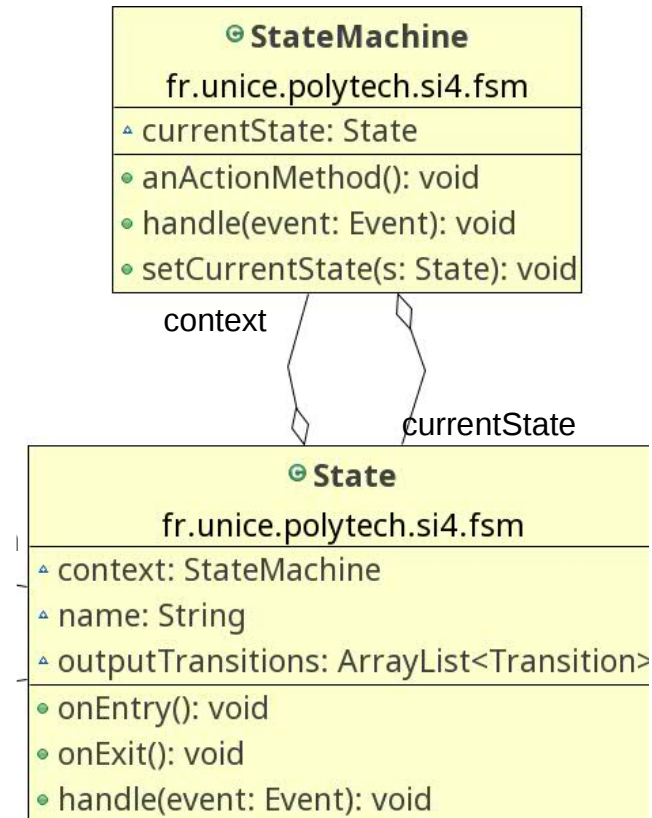 StateMachine
fr.unice.polytech.si4.fsm
currentState: State
anActionMethod(): void
handle(event: Event): void
setCurrentState(s: State): void
context
currentState
State
fr.unice.polytech.si4.fsm
context: StateMachine
name: String
outputTransitions: ArrayList<Transition>
onEntry(): void
onExit(): void
handle(event: Event): void